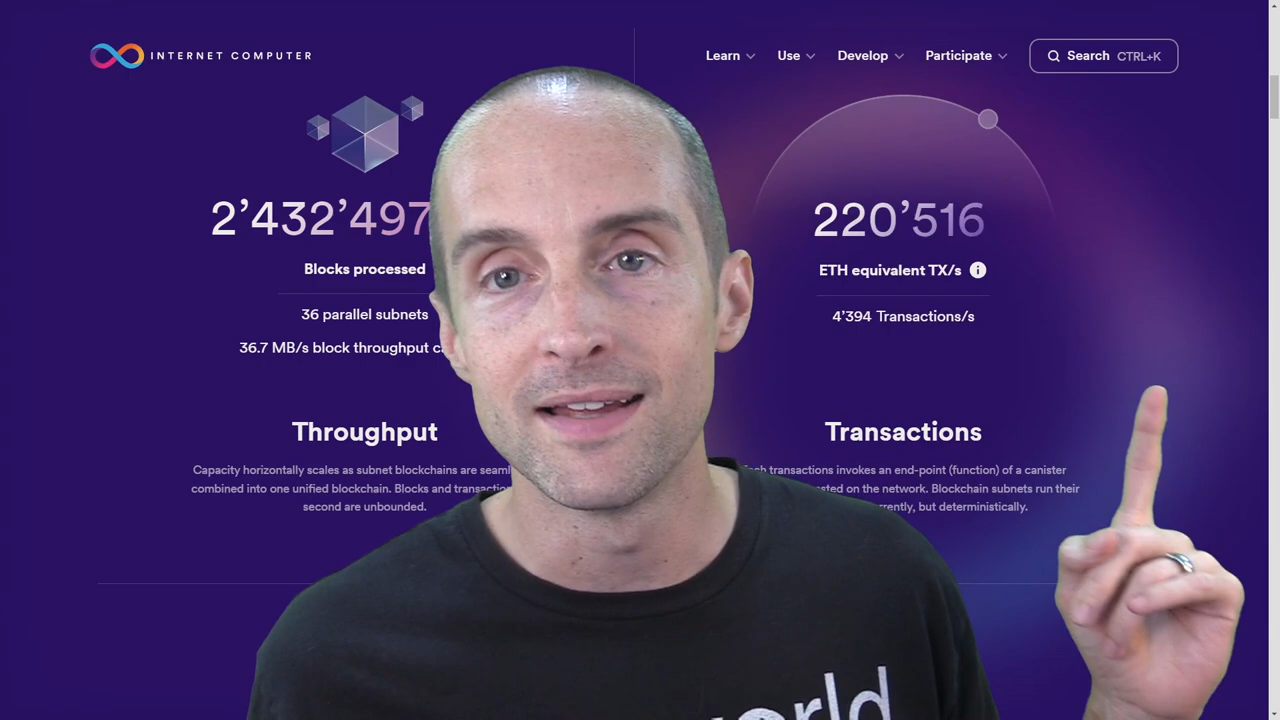 INTERNET COMPUTER
Learn
Use
Develop
Participate
Search CTRL+K
2’432’497
Blocks processed
36 parallel subnets
36.7 MB/s block throughput
Throughput
Capacity horizontally scales as subnet blockchains are
combined into one unified blockchain. Blocks and
second are unbounded.
220’516
ETH equivalent TX/s
4’394 Transactions/s
Transactions
transactions invokes an end-point (function) of a canister
on the network. Blockchain subnets run their
but deterministically.